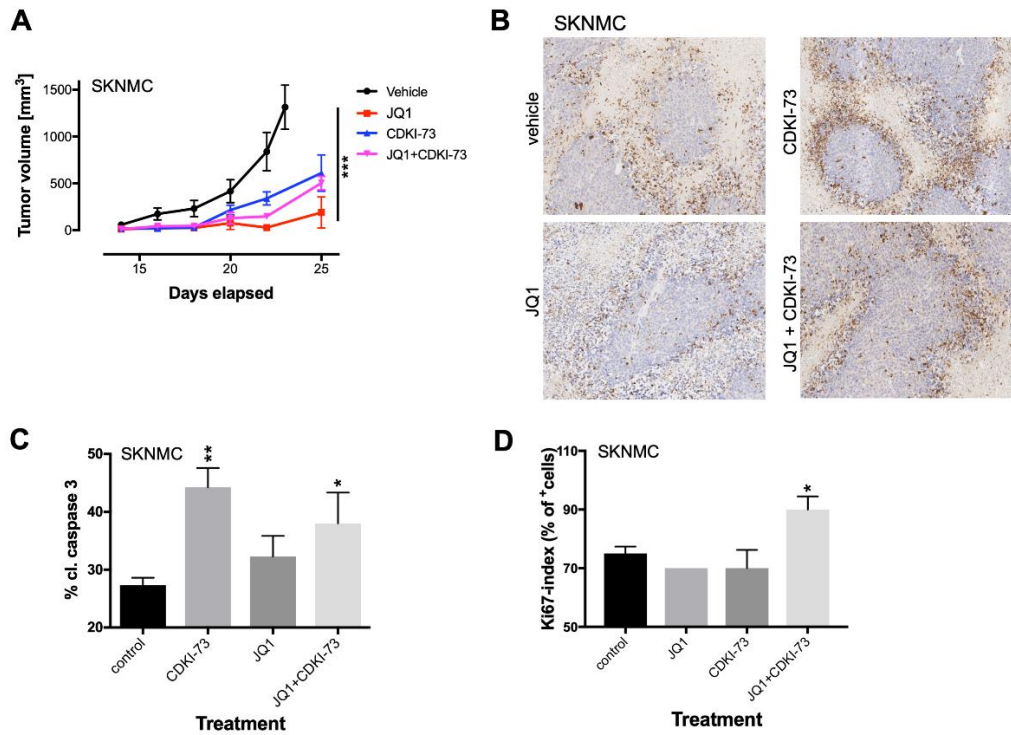 A
SKNMC
Tumor volume [mm³]
1500
1000
500
0
15
20
25
Days elapsed
Vehicle
JQ1
CDKI-73
JQ1+CDKI-73
***
B
SKNMC
vehicle
CDKI-73
JQ1
JQ1 + CDKI-73
C
SKNMC
% cl. caspase 3
50
40
30
20
**
*
control
CDKI-73
JQ1
JQ1+CDKI-73
Treatment
D
SKNMC
Ki67-index (% of ⁺cells)
110
90
70
50
*
control
JQ1
CDKI-73
JQ1+CDKI-73
Treatment